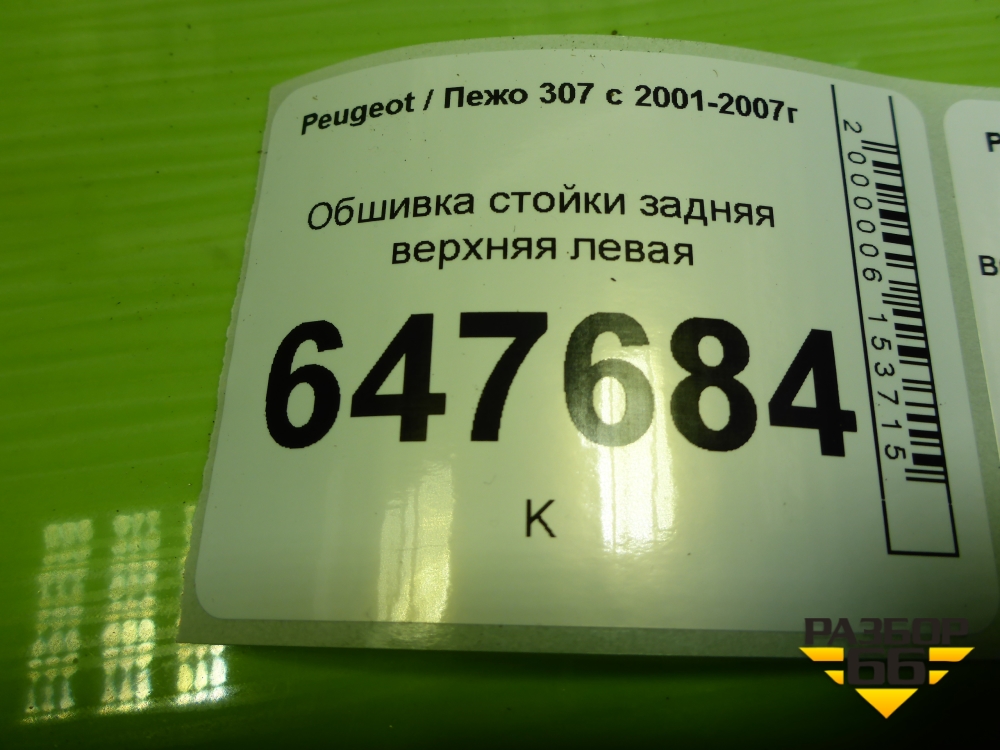 Peugeot / Пежо 307 с 2001-2007г
Обшивка стойки задняя
верхняя левая
647684
К
2000006153715
РАЗБОР
66